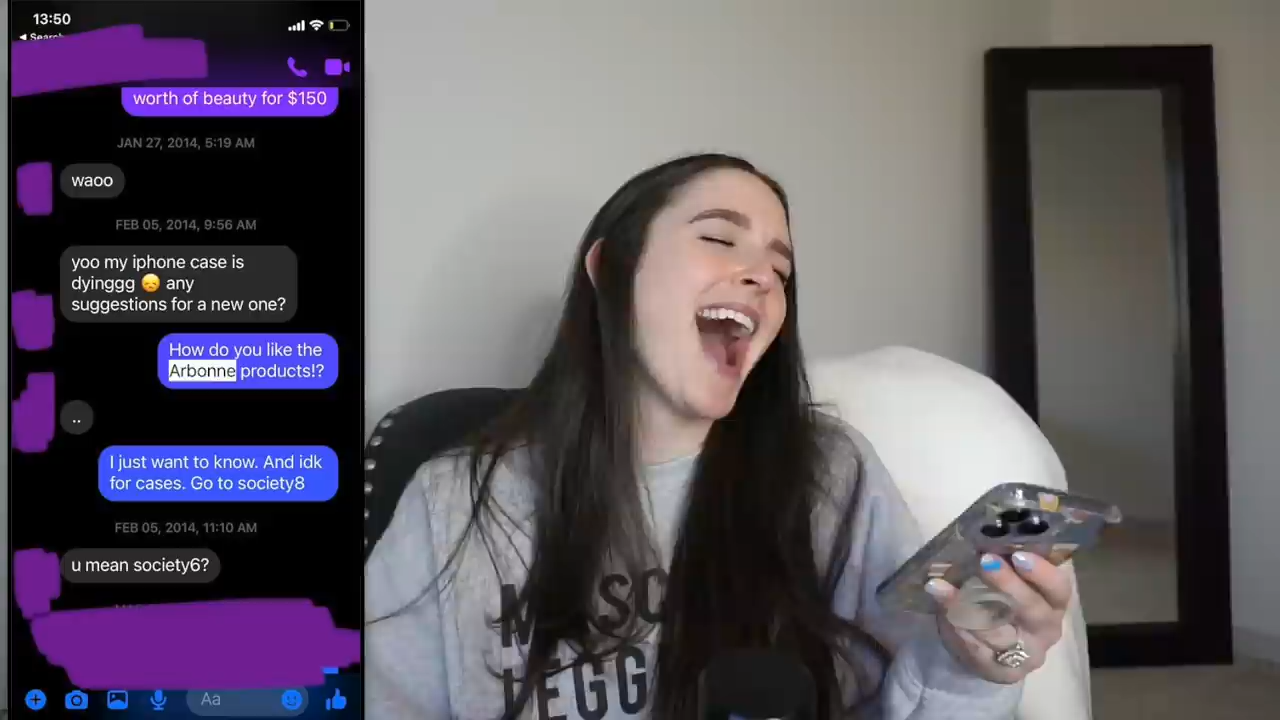 13:50
◄ Search
worth of beauty for $150
JAN 27, 2014, 5:19 AM
waoo
FEB 05, 2014, 9:56 AM
yoo my iphone case is
dyinggg 😞 any
suggestions for a new one?
How do you like the
Arbonne products!?
..
I just want to know. And idk
for cases. Go to society8
FEB 05, 2014, 11:10 AM
u mean society6?
Aa
LEGG